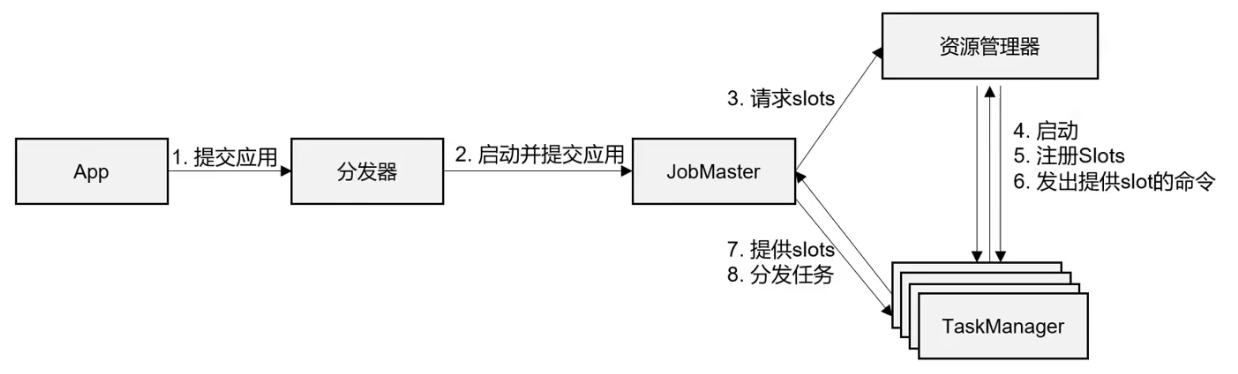 App
1. 提交应用
分发器
2. 启动并提交应用
JobMaster
3. 请求slots
资源管理器
4. 启动
5. 注册Slots
6. 发出提供slot的命令
7. 提供slots
8. 分发任务
TaskManager